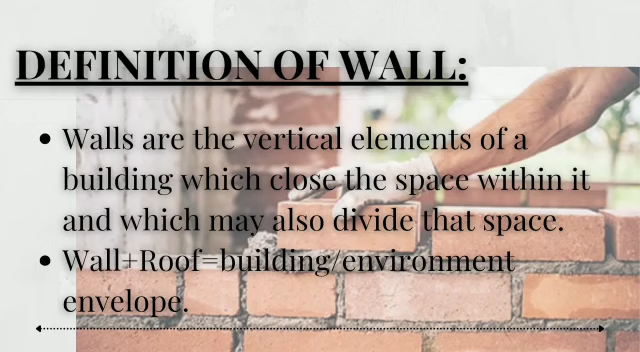 DEFINITION OF WALL:
• Walls are the vertical elements of a
building which close the space within it
and which may also divide that space.
• Wall+Roof=building/environment
envelope.